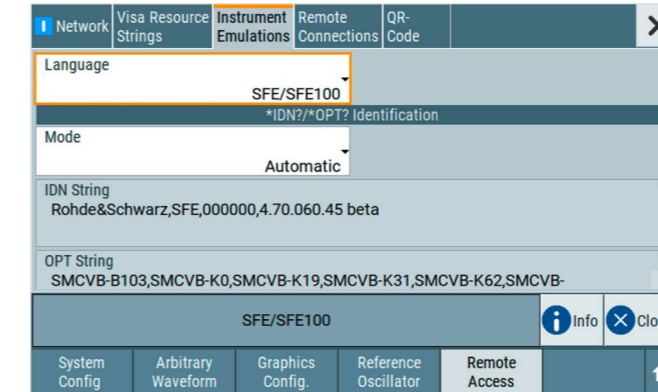 Network
Visa Resource
Strings
Instrument
Emulations
Remote
Connections
QR-
Code
Language
SFE/SFE100
*IDN?/*OPT? Identification
Mode
Automatic
IDN String
Rohde&Schwarz,SFE,000000,4.70.060.45 beta
OPT String
SMCVB-B103,SMCVB-K0,SMCVB-K19,SMCVB-K31,SMCVB-K62,SMCVB-
SFE/SFE100
Info
Clo
System
Config
Arbitrary
Waveform
Graphics
Config.
Reference
Oscillator
Remote
Access